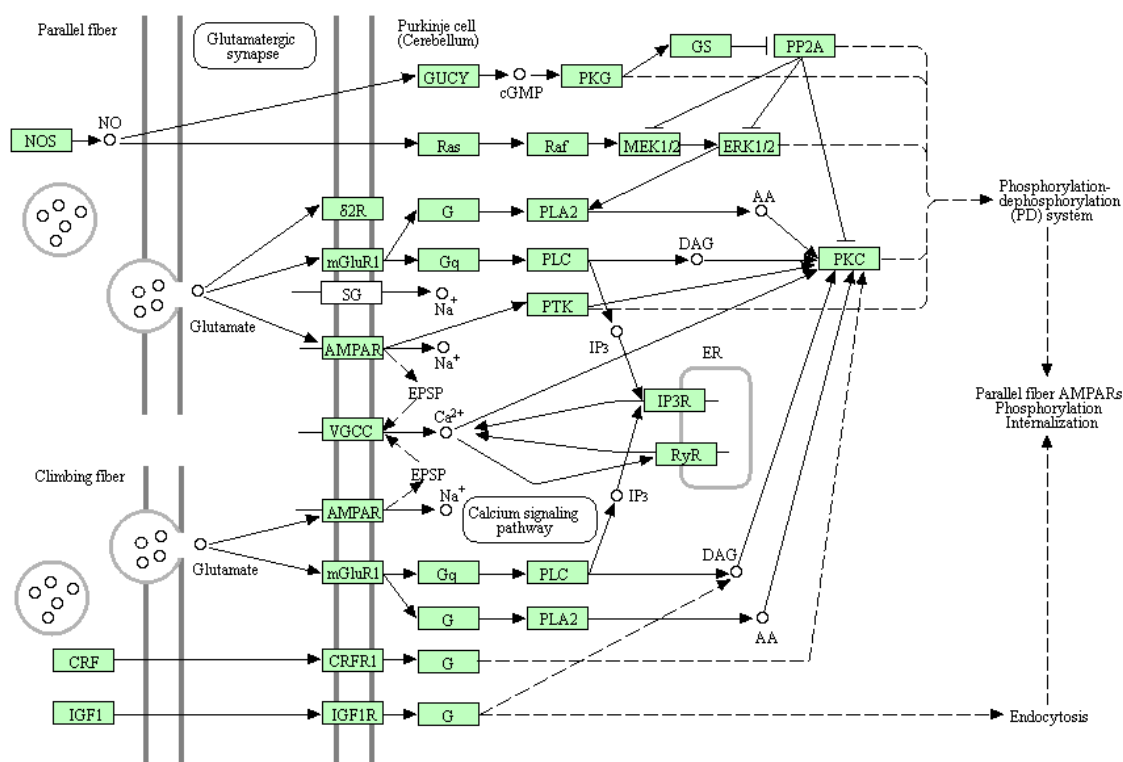 Parallel fiber
Glutamatergic
synapse
Purkinje cell
(Cerebellum)
GS
PP2A
GUCY
cGMP
PKG
NOS
NO
Ras
Raf
MEK1/2
ERK1/2
δ2R
G
PLA2
AA
Phosphorylation-
dephosphorylation
(PD) system
mGluR1
Gq
PLC
DAG
PKC
SG
Na+
PTK
Glutamate
AMPAR
Na+
IP3
ER
EPSP
IP3R
Parallel fiber AMPARs
Phosphorylation
Internalization
VGCC
Ca2+
RyR
Climbing fiber
EPSP
AMPAR
Na+
IP3
Calcium signaling
pathway
Glutamate
mGluR1
Gq
PLC
DAG
G
PLA2
AA
CRF
CRFR1
G
IGF1
IGF1R
G
Endocytosis